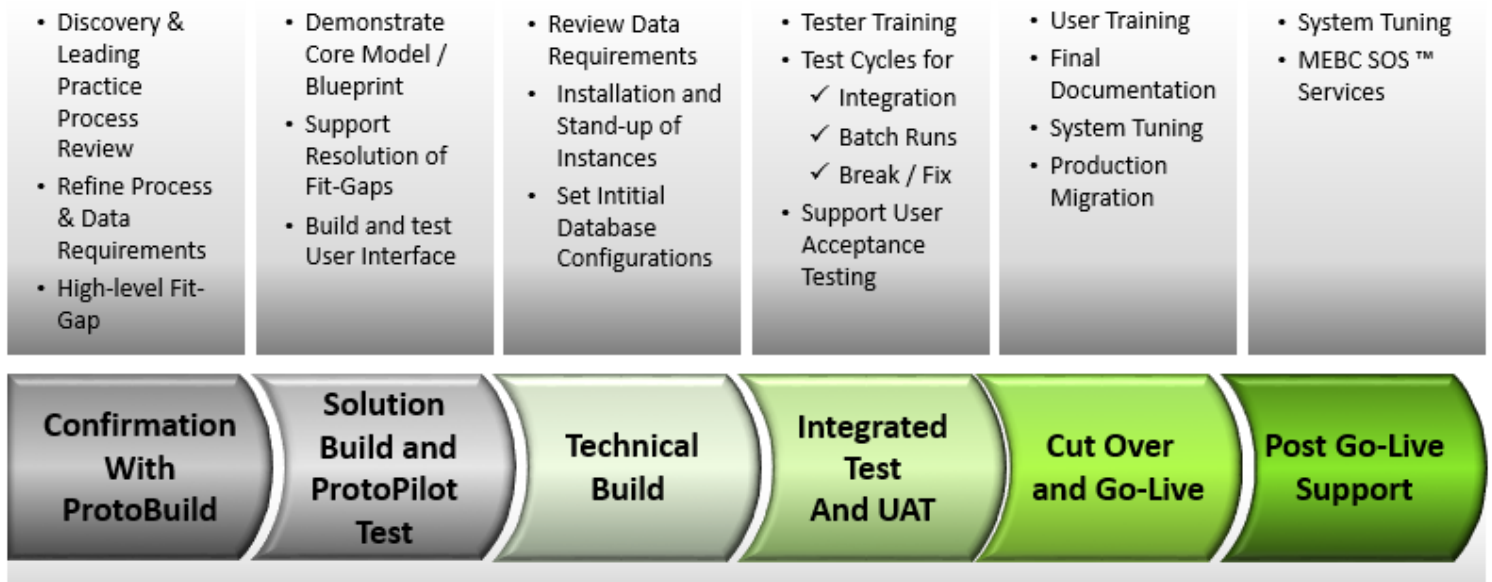 • Discovery &
Leading
Practice
Process
Review
• Refine Process
& Data
Requirements
• High-level Fit-
Gap
• Demonstrate
Core Model /
Blueprint
• Support
Resolution of
Fit-Gaps
• Build and test
User Interface
• Review Data
Requirements
• Installation and
Stand-up of
Instances
• Set Intitial
Database
Configurations
• Tester Training
• Test Cycles for
✓ Integration
✓ Batch Runs
✓ Break / Fix
• Support User
Acceptance
Testing
• User Training
• Final
Documentation
• System Tuning
• Production
Migration
• System Tuning
• MEBC SOS ™
Services
Confirmation
With
ProtoBuild
Solution
Build and
ProtoPilot
Test
Technical
Build
Integrated
Test
And UAT
Cut Over
and Go-Live
Post Go-Live
Support